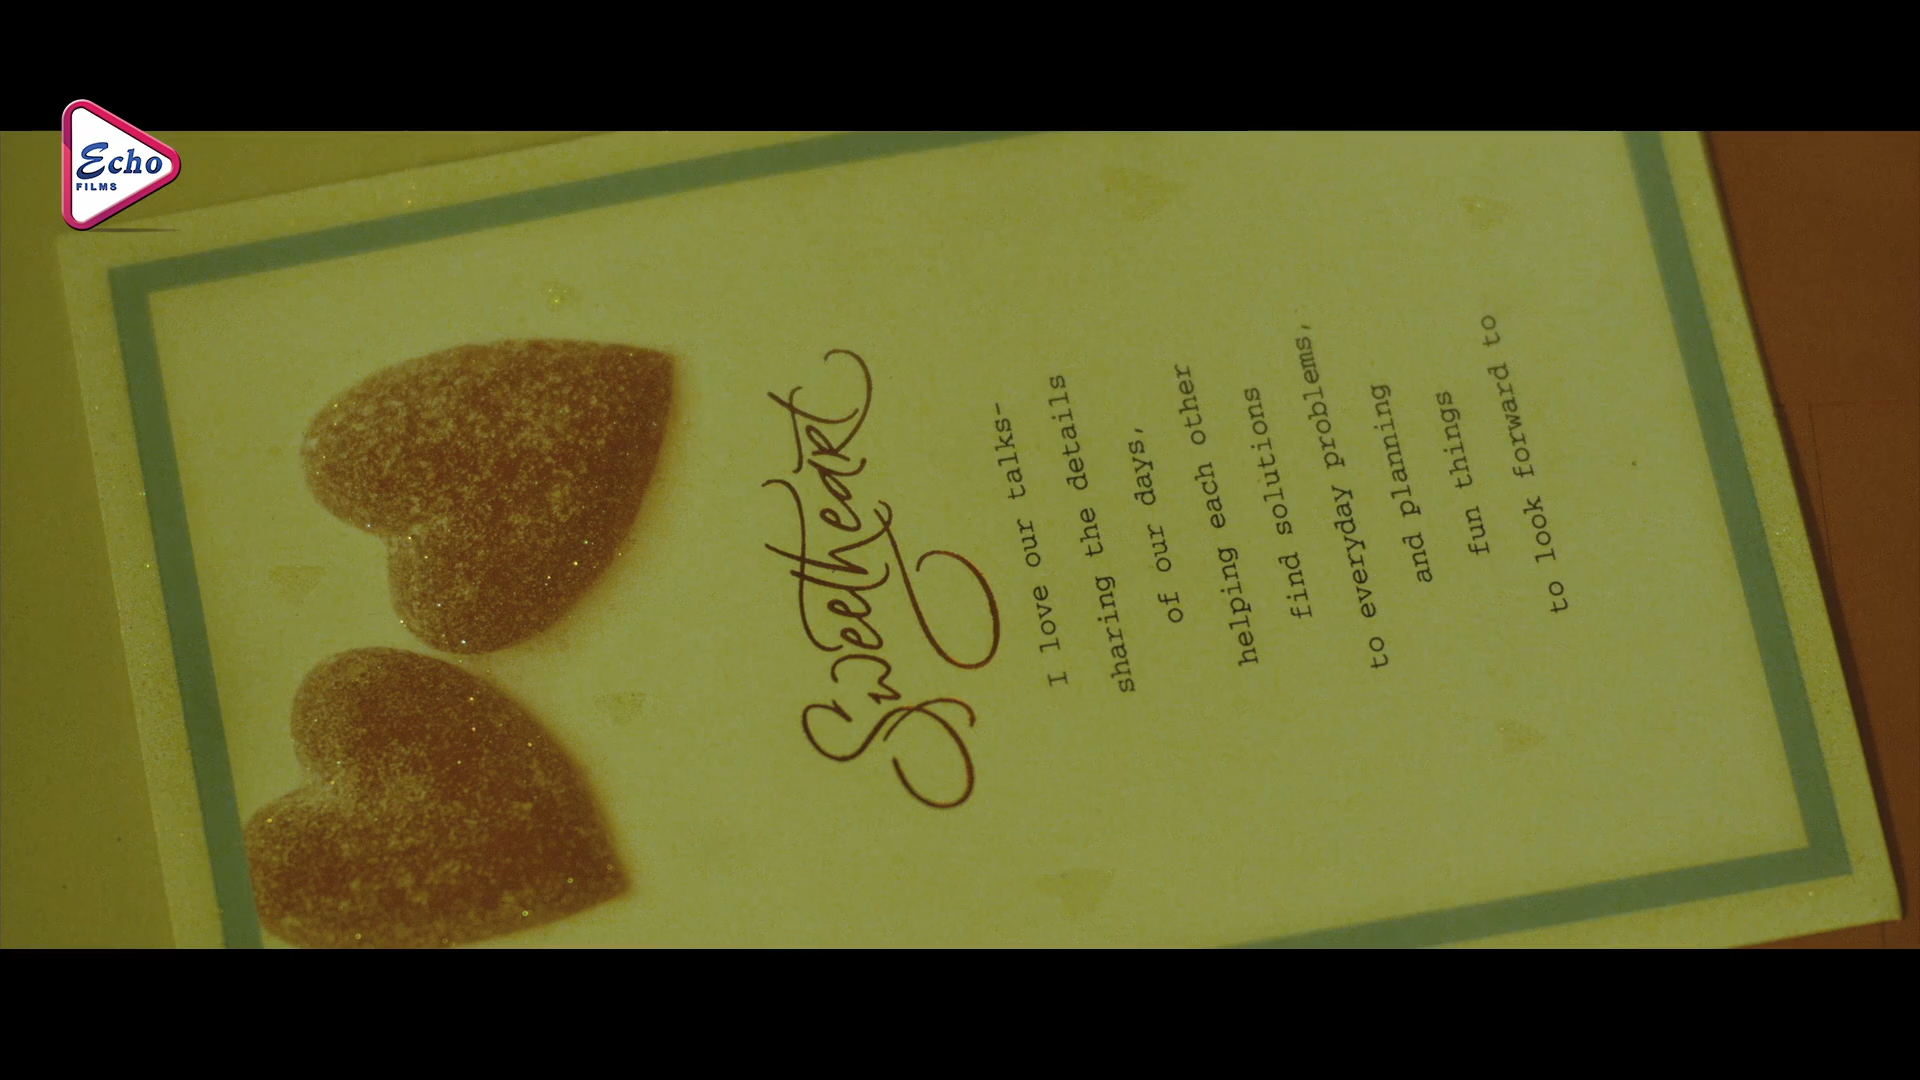 Echo
FILMS
Sweetheart
I love our talks-
sharing the details
of our days,
helping each other
find solutions
to everyday problems,
and planning
fun things
to look forward to